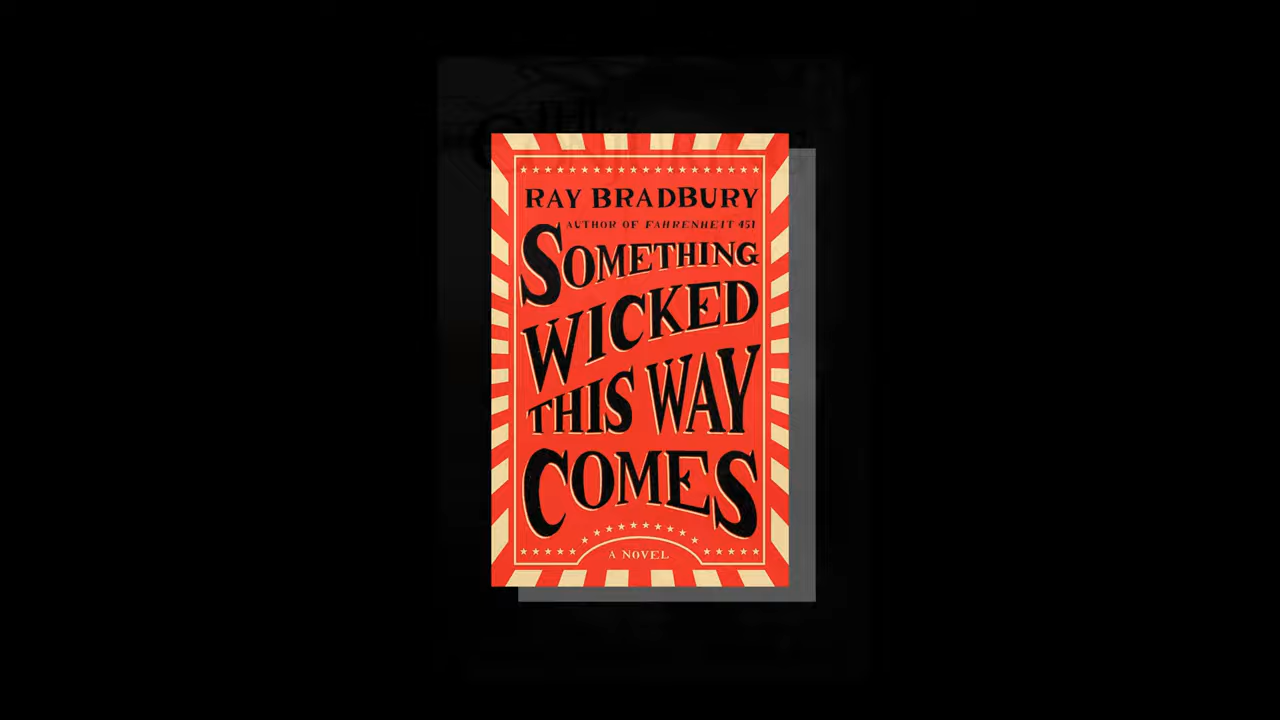 RAY BRADBURY
AUTHOR OF FAHRENHEIT 451
SOMETHING
WICKED
THIS WAY
COMES
A NOVEL